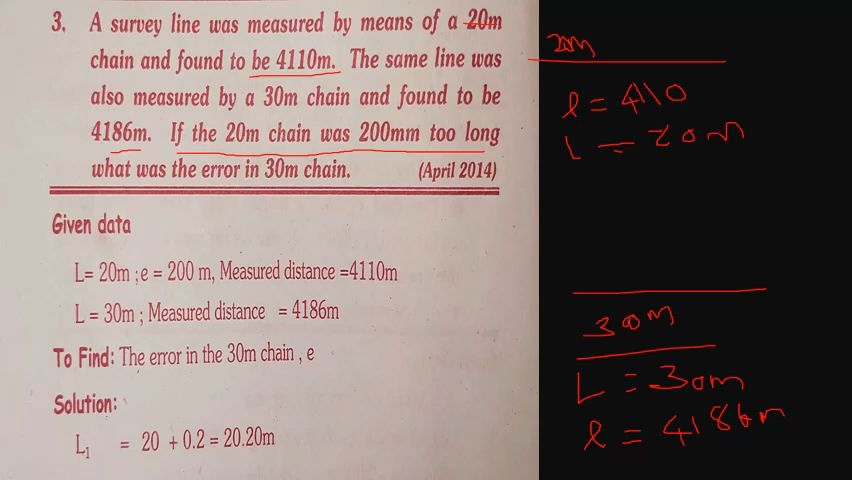 3. A survey line was measured by means of a 20m
chain and found to be 4110m. The same line was
also measured by a 30m chain and found to be
4186m. If the 20m chain was 200mm too long
what was the error in 30m chain. (April 2014)
Given data
L= 20m ; e = 200 m, Measured distance =4110m
L = 30m ; Measured distance = 4186m
To Find: The error in the 30m chain , e
Solution:
L1 = 20 + 0.2 = 20.20m
20m
l = 4110
L = 20m
30m
L = 30m
l = 4186m